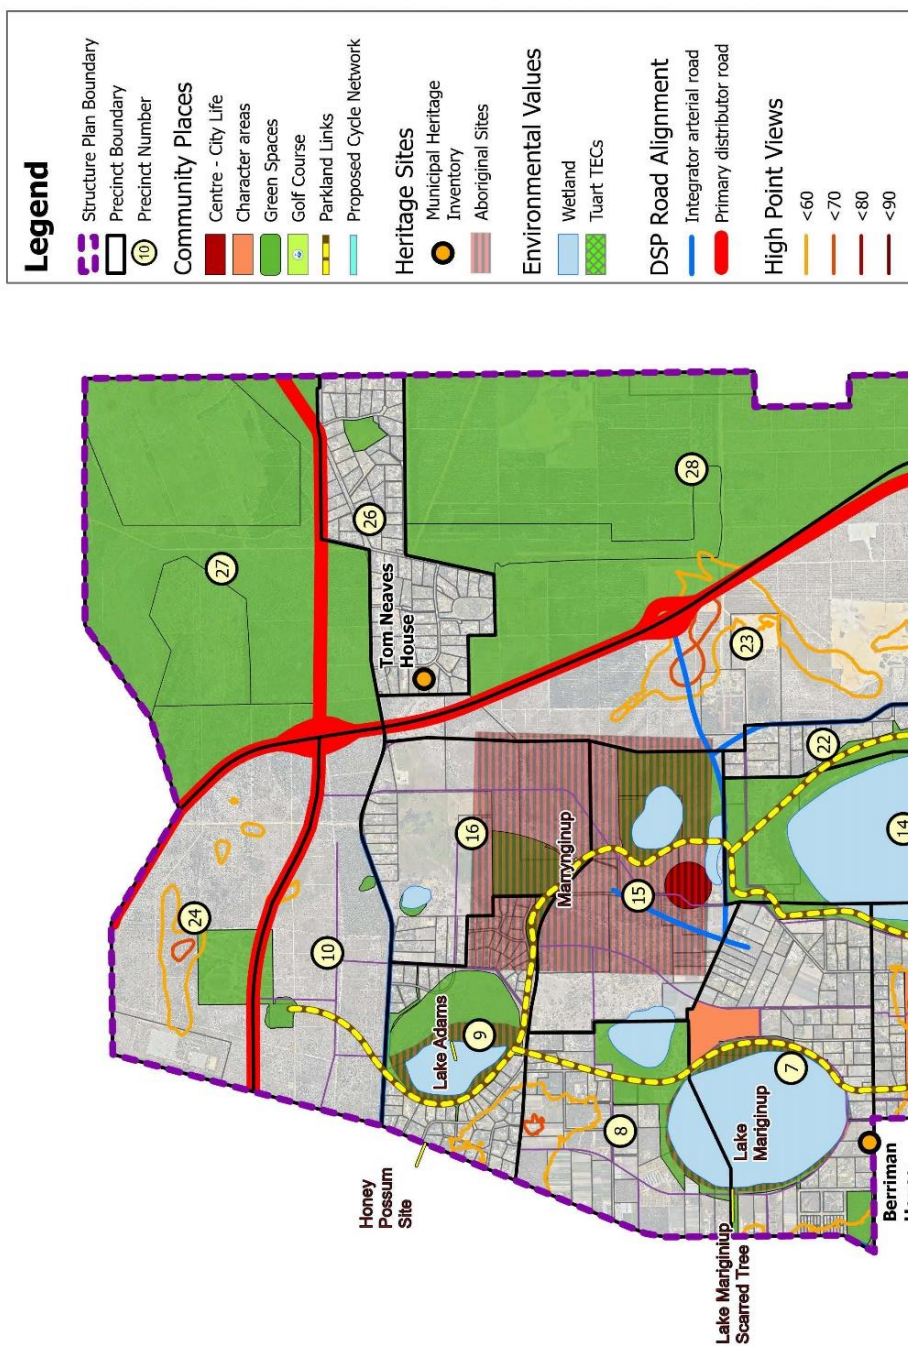 Legend
Structure Plan Boundary
Precinct Boundary
10
Precinct Number
Community Places
Centre - City Life
Character areas
Green Spaces
Golf Course
Parkland Links
Proposed Cycle Network
Heritage Sites
Municipal Heritage
Inventory
Aboriginal Sites
Environmental Values
Wetland
Tuart TECs
DSP Road Alignment
Integrator arterial road
Primary distributor road
High Point Views
<60
<70
<80
<90
27
26
28
Tom Neaves
House
23
24
10
16
22
14
Marrynginup
15
Lake Adams
9
8
7
Lake
Mariginup
Honey
Possum
Site
Lake Mariginiup
Scarred Tree
Berriman